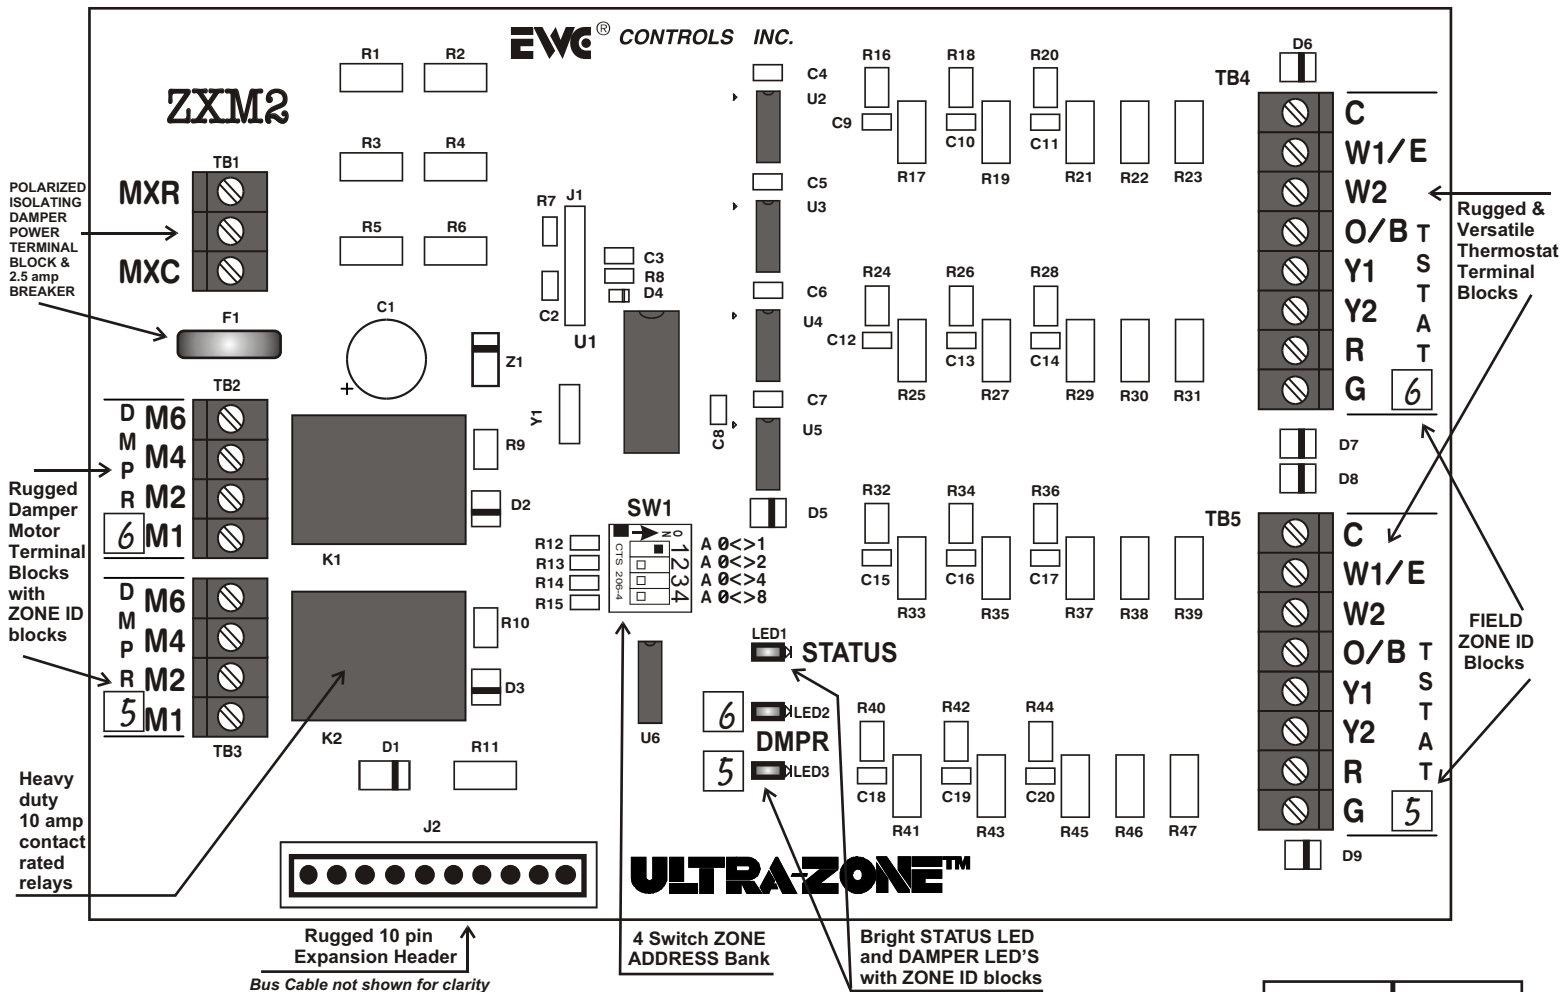 EWC® CONTROLS INC.
ZXM2
R1
R2
R3
R4
R5
R6
TB1
MXR
MXC
POLARIZED
ISOLATING
DAMPER
POWER
TERMINAL
BLOCK &
2.5 amp
BREAKER
F1
C1
+
Z1
R7
J1
C2
C3
R8
D4
U1
Y1
C8
C4
U2
C5
U3
C6
U4
C7
U5
D5
TB2
DMPR
M6
M4
M2
M1
6
K1
R9
D2
Rugged
Damper
Motor
Terminal
Blocks
with
ZONE ID
blocks
DMPR
M6
M4
M2
M1
5
TB3
K2
R10
D3
D1
R11
Heavy
duty
10 amp
contact
rated
relays
J2
Rugged 10 pin
Expansion Header
Bus Cable not shown for clarity
SW1
R12
R13
R14
R15
CTS 206-4
ON
1 2 3 4
A 0<>1
A 0<>2
A 0<>4
A 0<>8
U6
LED1
STATUS
6
LED2
DMPR
5
LED3
4 Switch ZONE
ADDRESS Bank
Bright STATUS LED
and DAMPER LED'S
with ZONE ID blocks
ULTRA-ZONE™
R16
R18
R20
C9
C10
C11
R17
R19
R21
R22
R23
R24
R26
R28
C12
C13
C14
R25
R27
R29
R30
R31
R32
R34
R36
C15
C16
C17
R33
R35
R37
R38
R39
R40
R42
R44
C18
C19
C20
R41
R43
R45
R46
R47
D6
TB4
C
W1/E
W2
O/B
Y1
Y2
R
G
TSTAT
6
Rugged &
Versatile
Thermostat
Terminal
Blocks
D7
D8
TB5
C
W1/E
W2
O/B
Y1
Y2
R
G
TSTAT
5
FIELD
ZONE ID
Blocks
D9